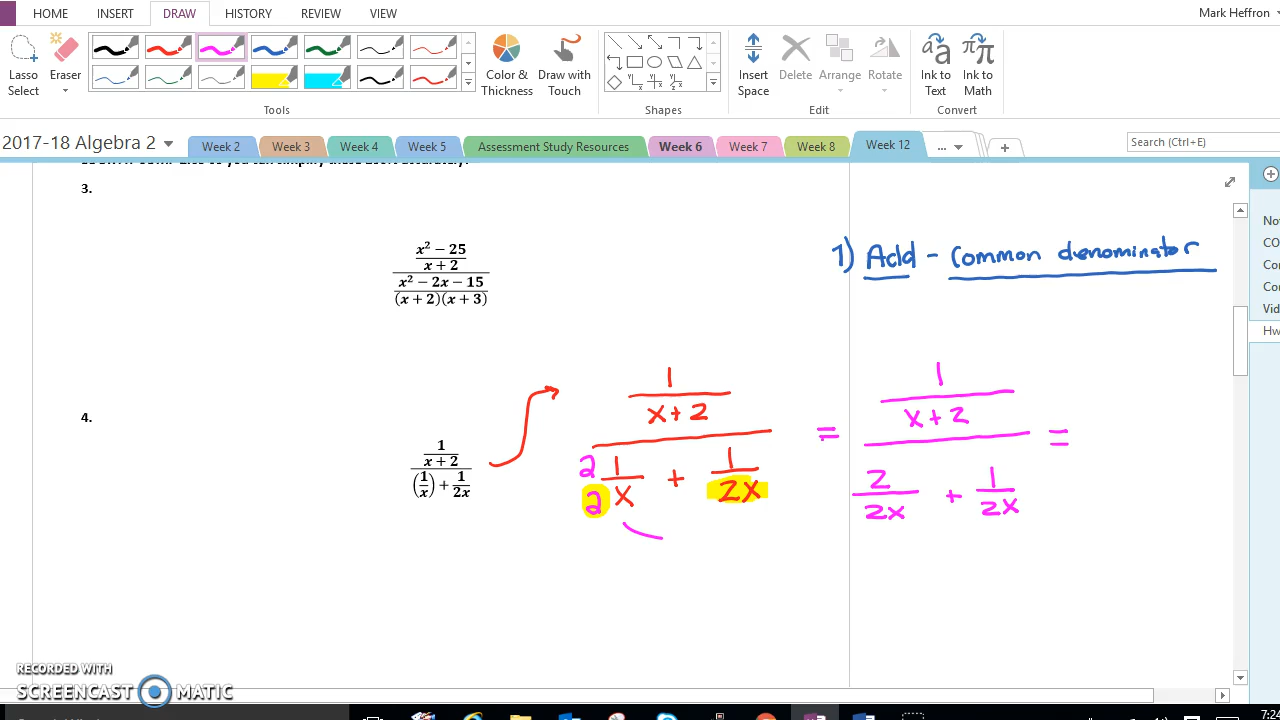 HOME INSERT DRAW HISTORY REVIEW VIEW Mark Heffron
Lasso Select Eraser Color & Thickness Draw with Touch Insert Space Delete Arrange Rotate Ink to Text Ink to Math
Tools Shapes Edit Convert
2017-18 Algebra 2 Week 2 Week 3 Week 4 Week 5 Assessment Study Resources Week 6 Week 7 Week 8 Week 12 ... + Search (Ctrl+E)
3.
x² − 25
x + 2
x² − 2x − 15
(x + 2)(x + 3)
1) Add - Common denominator
4.
1
x + 2
(1/x) + 1/2x
1
x + 2
2 1/2 x + 1/2x
=
1
x + 2
2/2x + 1/2x
=
Hw
RECORDED WITH
SCREENCAST MATIC
7:24